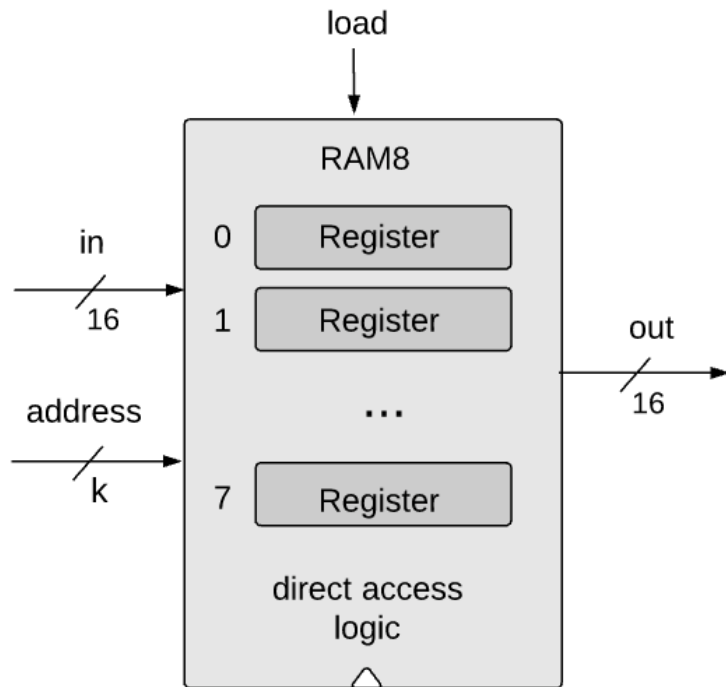 load
RAM8
0
Register
in
16
1
Register
out
16
...
address
k
7
Register
direct access
logic